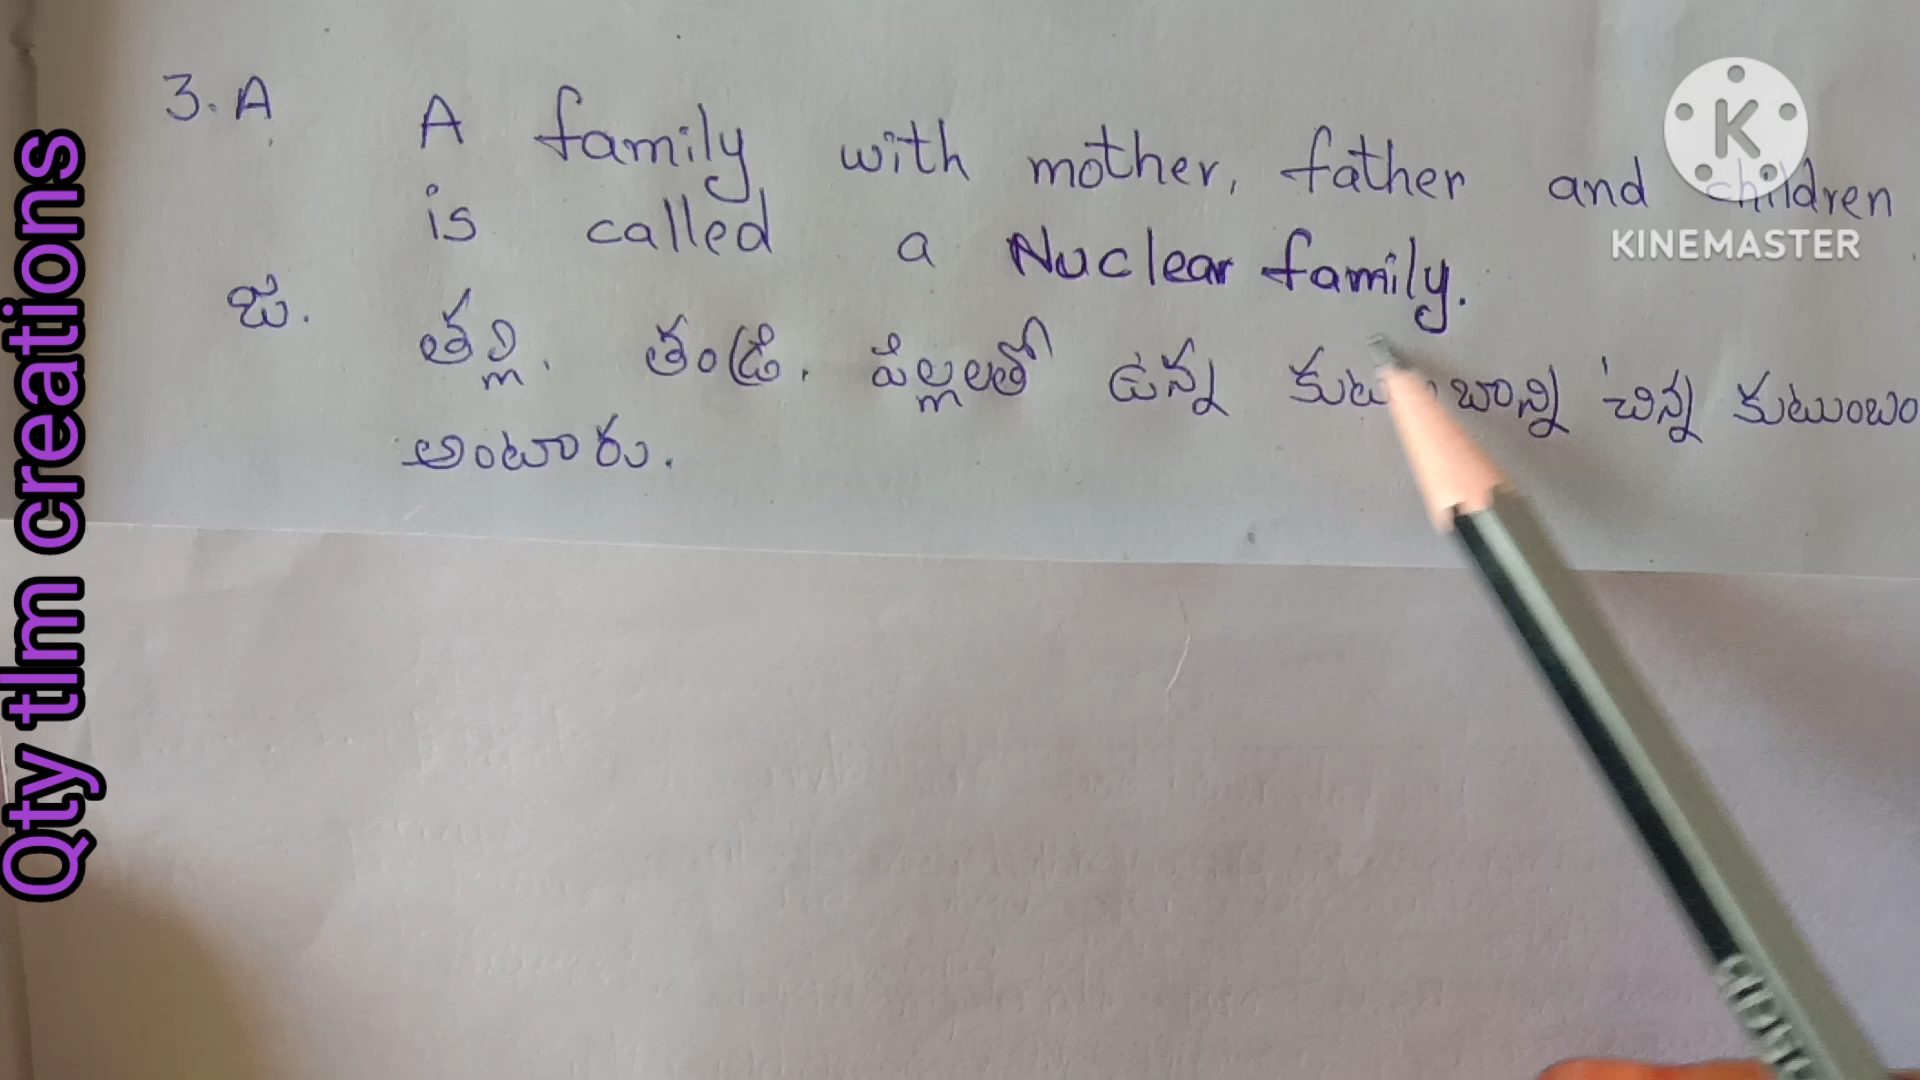 3. A A family with mother, father and children
is called a Nuclear family.
జ. తల్లి. తండ్రి. పిల్లలతో ఉన్న కుటుంబాన్ని 'చిన్న కుటుంబం
అంటారు.
Qty tlm creations
K
KINEMASTER